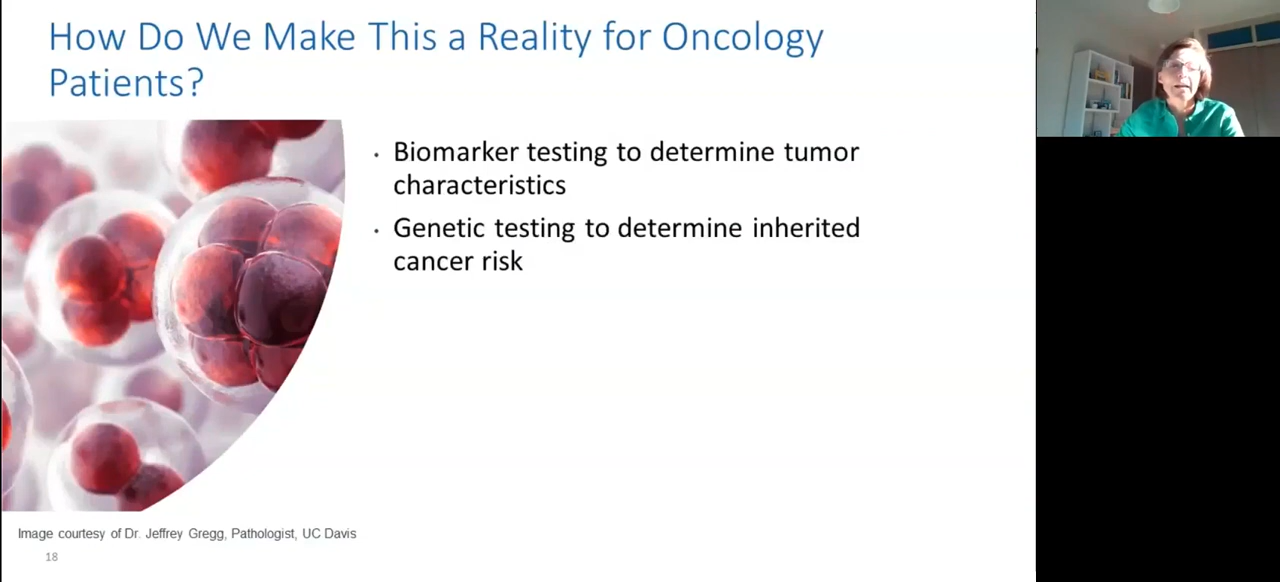 How Do We Make This a Reality for Oncology
Patients?
• Biomarker testing to determine tumor
characteristics
• Genetic testing to determine inherited
cancer risk
Image courtesy of Dr. Jeffrey Gregg, Pathologist, UC Davis
18